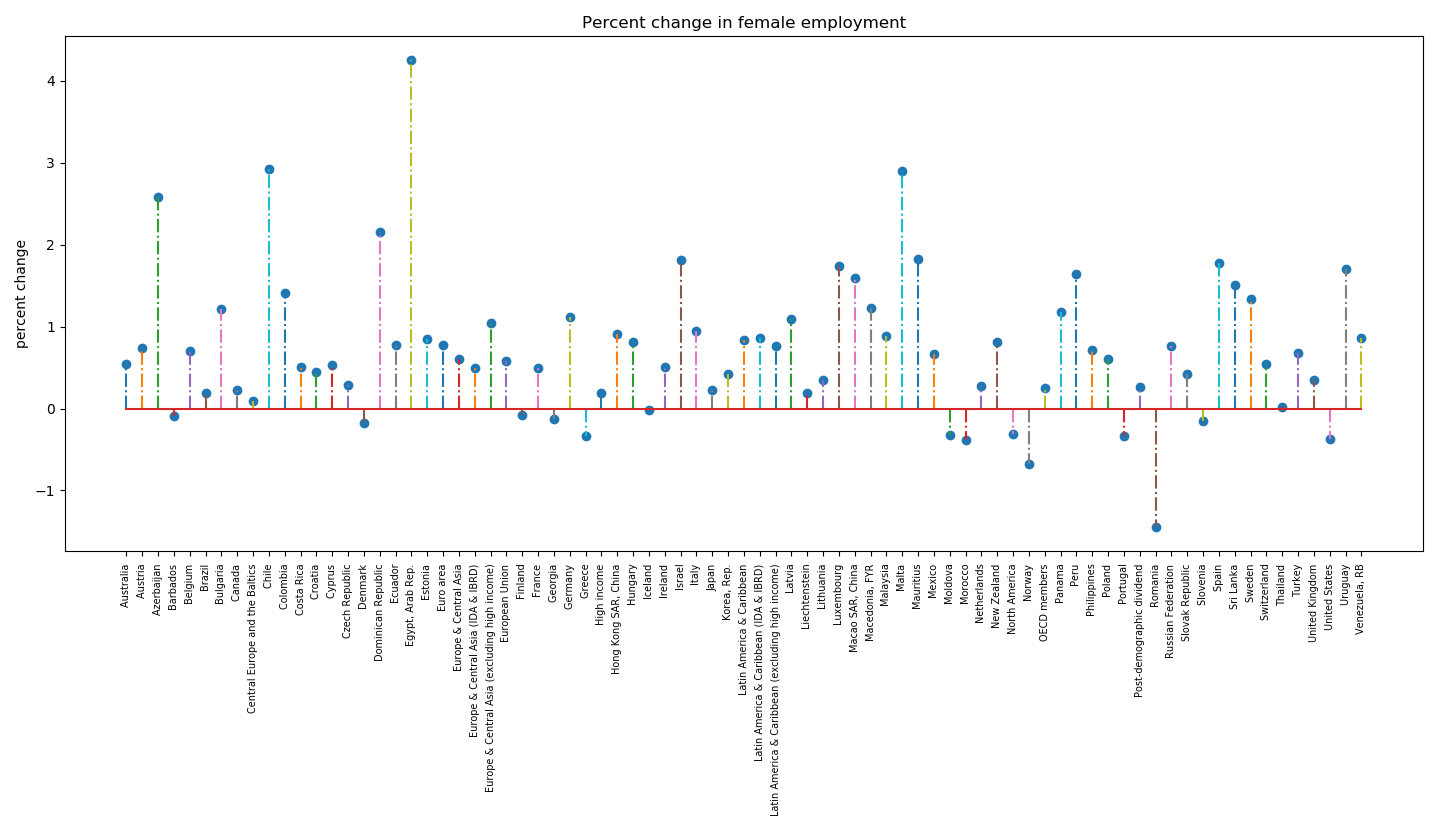 Percent change in female employment
percent change
4
3
2
1
0
−1
Australia
Austria
Azerbaijan
Barbados
Belgium
Brazil
Bulgaria
Canada
Central Europe and the Baltics
Chile
Colombia
Costa Rica
Croatia
Cyprus
Czech Republic
Denmark
Dominican Republic
Ecuador
Egypt, Arab Rep.
Estonia
Euro area
Europe & Central Asia
Europe & Central Asia (IDA & IBRD)
Europe & Central Asia (excluding high income)
European Union
Finland
France
Georgia
Germany
Greece
High income
Hong Kong SAR, China
Hungary
Iceland
Ireland
Israel
Italy
Japan
Korea, Rep.
Latin America & Caribbean
Latin America & Caribbean (IDA & IBRD)
Latin America & Caribbean (excluding high income)
Latvia
Liechtenstein
Lithuania
Luxembourg
Macao SAR, China
Macedonia, FYR
Malaysia
Malta
Mauritius
Mexico
Moldova
Morocco
Netherlands
New Zealand
North America
Norway
OECD members
Panama
Peru
Philippines
Poland
Portugal
Post-demographic dividend
Romania
Russian Federation
Slovak Republic
Slovenia
Spain
Sri Lanka
Sweden
Switzerland
Thailand
Turkey
United Kingdom
United States
Uruguay
Venezuela, RB